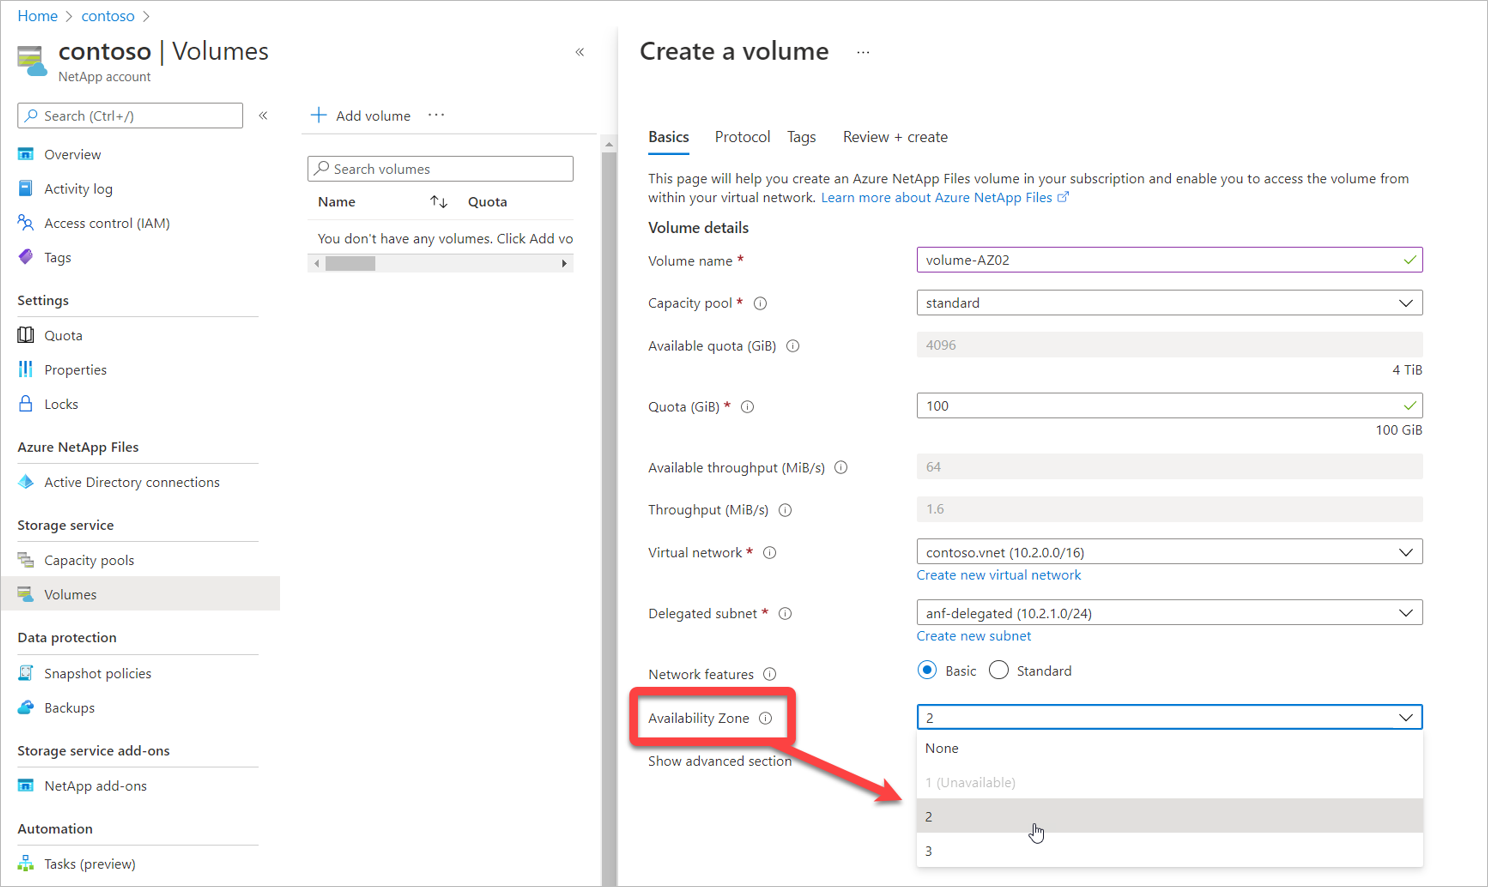 Home > contoso >
contoso | Volumes
NetApp account
Search (Ctrl+/)
Overview
Activity log
Access control (IAM)
Tags
Settings
Quota
Properties
Locks
Azure NetApp Files
Active Directory connections
Storage service
Capacity pools
Volumes
Data protection
Snapshot policies
Backups
Storage service add-ons
NetApp add-ons
Automation
Tasks (preview)
Add volume
Search volumes
Name Quota
You don't have any volumes. Click Add vo
Create a volume
Basics Protocol Tags Review + create
This page will help you create an Azure NetApp Files volume in your subscription and enable you to access the volume from
within your virtual network. Learn more about Azure NetApp Files
Volume details
Volume name * volume-AZ02
Capacity pool * standard
Available quota (GiB) 4096
4 TiB
Quota (GiB) * 100
100 GiB
Available throughput (MiB/s) 64
Throughput (MiB/s) 1.6
Virtual network * contoso.vnet (10.2.0.0/16)
Create new virtual network
Delegated subnet * anf-delegated (10.2.1.0/24)
Create new subnet
Network features Basic Standard
Availability Zone 2
None
Show advanced section
1 (Unavailable)
2
3